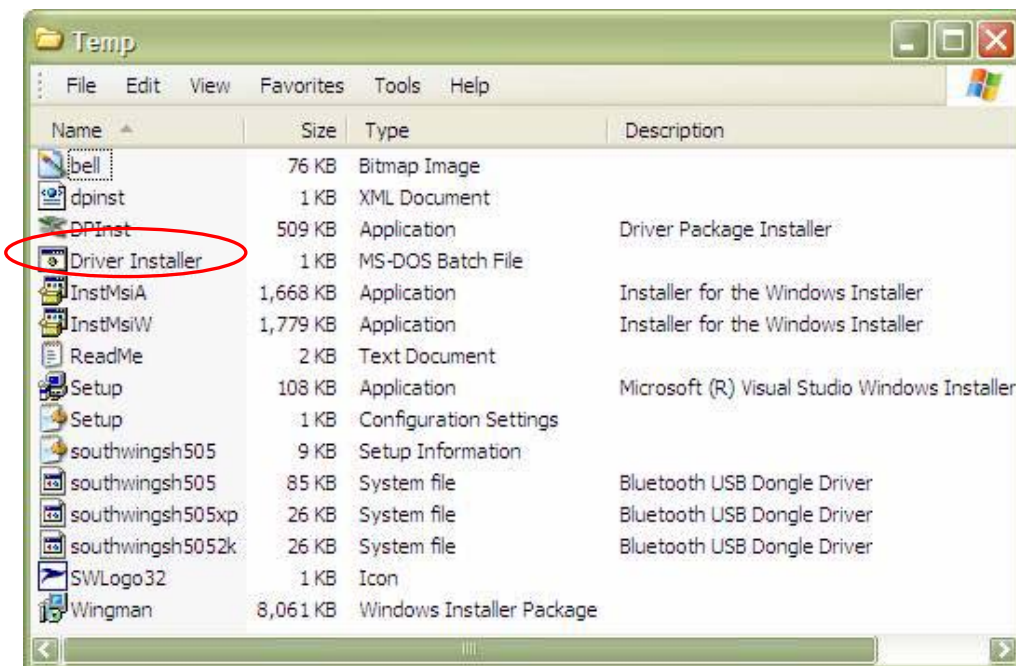 Temp
File Edit View Favorites Tools Help
Name Size Type Description
bell 76 KB Bitmap Image
dpinst 1 KB XML Document
DPInst 509 KB Application Driver Package Installer
Driver Installer 1 KB MS-DOS Batch File
InstMsiA 1,668 KB Application Installer for the Windows Installer
InstMsiW 1,779 KB Application Installer for the Windows Installer
ReadMe 2 KB Text Document
Setup 108 KB Application Microsoft (R) Visual Studio Windows Installer
Setup 1 KB Configuration Settings
southwingsh505 9 KB Setup Information
southwingsh505 85 KB System file Bluetooth USB Dongle Driver
southwingsh505xp 26 KB System file Bluetooth USB Dongle Driver
southwingsh5052k 26 KB System file Bluetooth USB Dongle Driver
SWLogo32 1 KB Icon
Wingman 8,061 KB Windows Installer Package